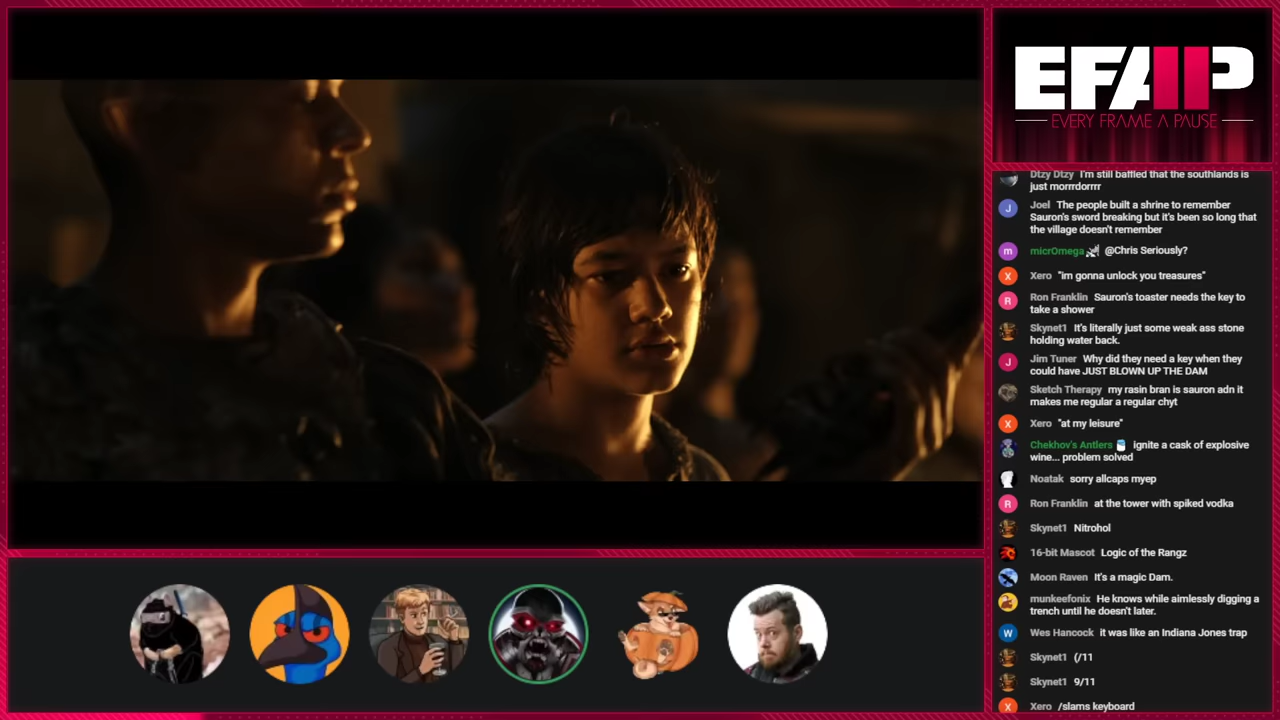 EFAP
EVERY FRAME A PAUSE
Dtzy Dtzy I'm still baffled that the southlands is
just morrrdorrrr
Joel The people built a shrine to remember
Sauron's sword breaking but it's been so long that
the village doesn't remember
micrOmega @Chris Seriously?
Xero "im gonna unlock you treasures"
Ron Franklin Sauron's toaster needs the key to
take a shower
Skynet1 It's literally just some weak ass stone
holding water back.
Jim Tuner Why did they need a key when they
could have JUST BLOWN UP THE DAM
Sketch Therapy my rasin bran is sauron adn it
makes me regular a regular chyt
Xero "at my leisure"
Chekhov's Antlers ignite a cask of explosive
wine... problem solved
Noatak sorry allcaps myep
Ron Franklin at the tower with spiked vodka
Skynet1 Nitrohol
16-bit Mascot Logic of the Rangz
Moon Raven It's a magic Dam.
munkeefonix He knows while aimlessly digging a
trench until he doesn't later.
Wes Hancock it was like an Indiana Jones trap
Skynet1 (/11
Skynet1 9/11
Xero /slams keyboard